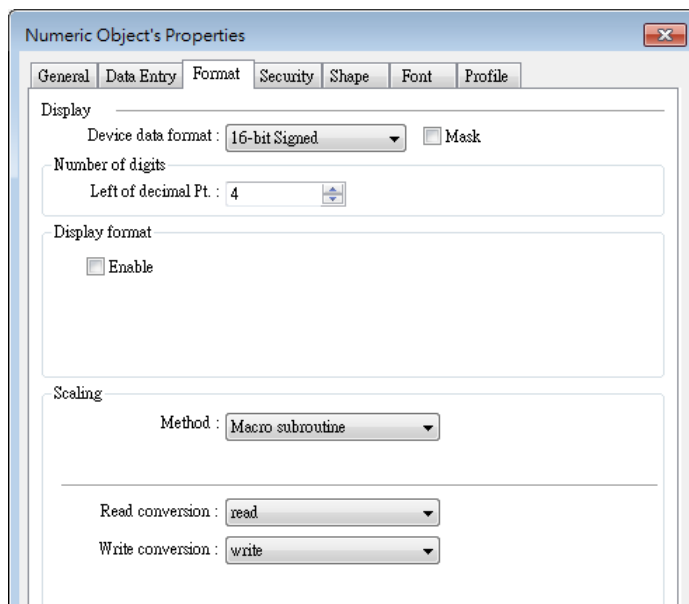 Numeric Object's Properties
General Data Entry Format Security Shape Font Profile
Display
Device data format : 16-bit Signed Mask
Number of digits
Left of decimal Pt. : 4
Display format
Enable
Scaling
Method : Macro subroutine
Read conversion : read
Write conversion : write